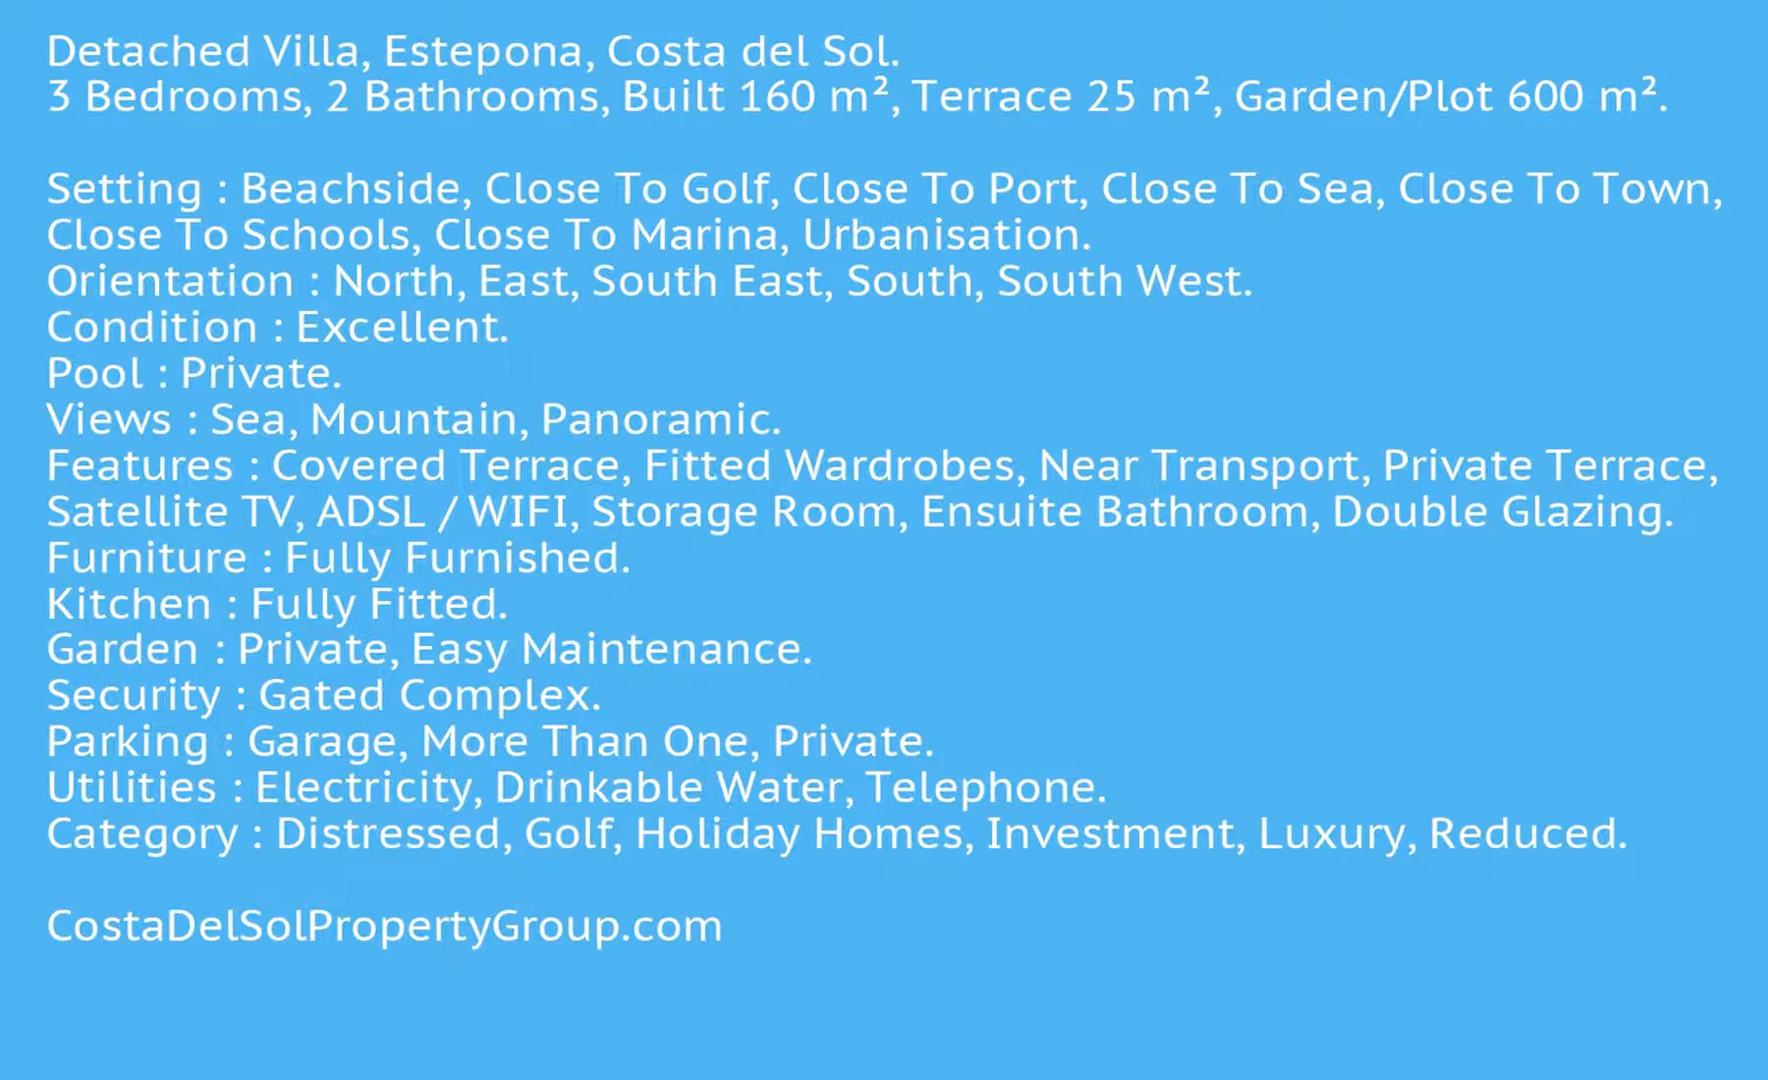 Detached Villa, Estepona, Costa del Sol.
3 Bedrooms, 2 Bathrooms, Built 160 m², Terrace 25 m², Garden/Plot 600 m².
Setting : Beachside, Close To Golf, Close To Port, Close To Sea, Close To Town,
Close To Schools, Close To Marina, Urbanisation.
Orientation : North, East, South East, South, South West.
Condition : Excellent.
Pool : Private.
Views : Sea, Mountain, Panoramic.
Features : Covered Terrace, Fitted Wardrobes, Near Transport, Private Terrace,
Satellite TV, ADSL / WIFI, Storage Room, Ensuite Bathroom, Double Glazing.
Furniture : Fully Furnished.
Kitchen : Fully Fitted.
Garden : Private, Easy Maintenance.
Security : Gated Complex.
Parking : Garage, More Than One, Private.
Utilities : Electricity, Drinkable Water, Telephone.
Category : Distressed, Golf, Holiday Homes, Investment, Luxury, Reduced.
CostaDelSolPropertyGroup.com